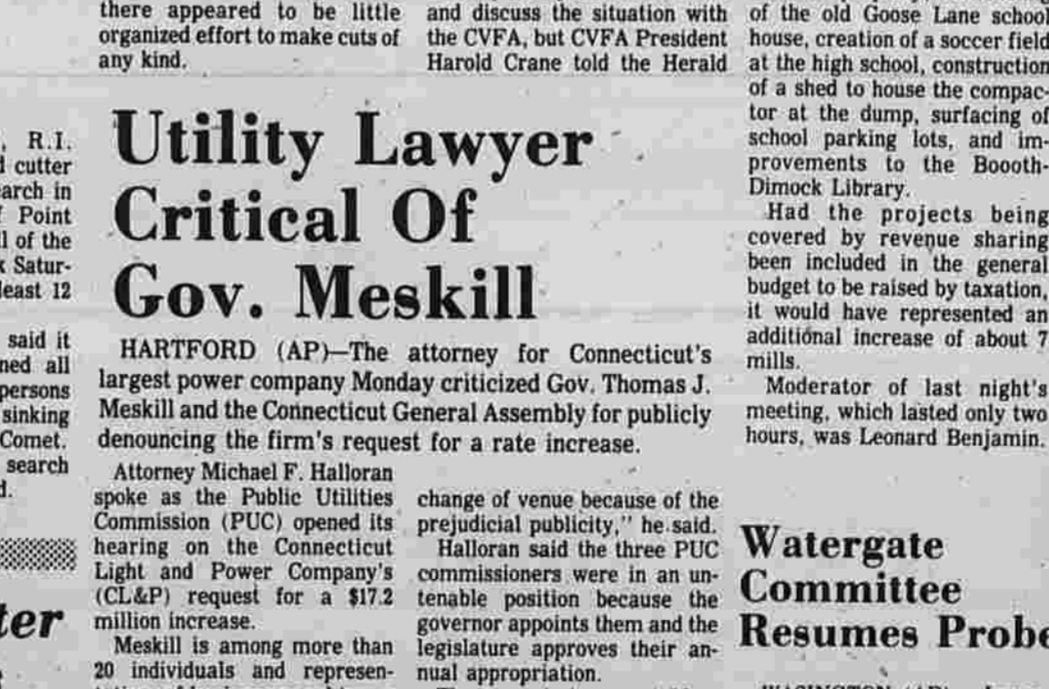 there appeared to be little
organized effort to make cuts of
any kind.
and discuss the situation with
the CVFA, but CVFA President
Harold Crane told the Herald
, R.I.
cutter
arch in
Point
l of the
Satur-
least 12
said it
ned all
persons
sinking
Comet.
search
d.
ter
Utility Lawyer
Critical Of
Gov. Meskill
HARTFORD (AP)—The attorney for Connecticut's
largest power company Monday criticized Gov. Thomas J.
Meskill and the Connecticut General Assembly for publicly
denouncing the firm's request for a rate increase.
Attorney Michael F. Halloran
spoke as the Public Utilities
Commission (PUC) opened its
hearing on the Connecticut
Light and Power Company's
(CL&P) request for a $17.2
million increase.
Meskill is among more than
20 individuals and represen-
change of venue because of the
prejudicial publicity," he said.
Halloran said the three PUC
commissioners were in an un-
tenable position because the
governor appoints them and the
legislature approves their an-
nual appropriation.
of the old Goose Lane school
house, creation of a soccer field
at the high school, construction
of a shed to house the compac-
tor at the dump, surfacing of
school parking lots, and im-
provements to the Boooth-
Dimock Library.
Had the projects being
covered by revenue sharing
been included in the general
budget to be raised by taxation,
it would have represented an
additional increase of about 7
mills.
Moderator of last night's
meeting, which lasted only two
hours, was Leonard Benjamin.
Watergate
Committee
Resumes Probe